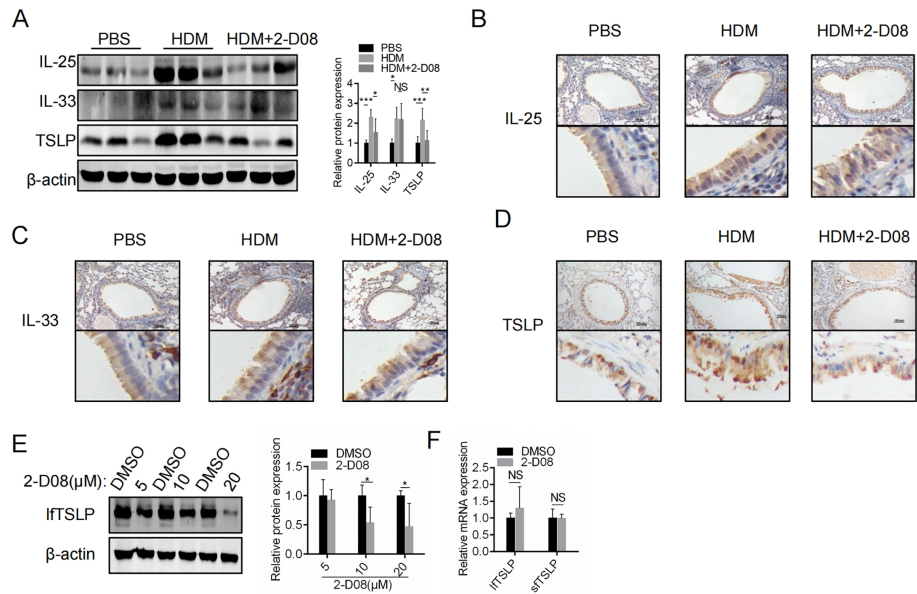 A
PBS HDM HDM+2-D08
IL-25
IL-33
TSLP
β-actin
PBS
HDM
HDM+2-D08
Relative protein expression
4
3
2
1
0
*** * * NS *** **
IL-25 IL-33 TSLP
B
PBS HDM HDM+2-D08
IL-25
C
PBS HDM HDM+2-D08
IL-33
D
PBS HDM HDM+2-D08
TSLP
E
2-D08(μM): DMSO 5 DMSO 10 DMSO 20
lfTSLP
β-actin
DMSO
2-D08
Relative protein expression
1.5
1.0
0.5
0.0
* *
5 10 20
2-D08(μM)
F
DMSO
2-D08
Relative mRNA expression
2.5
2.0
1.5
1.0
0.5
0.0
NS NS
lfTSLP sfTSLP